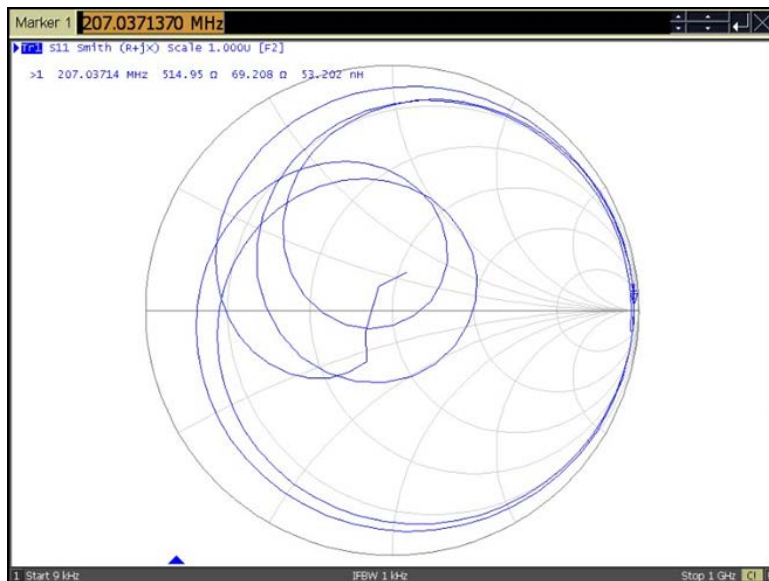 Marker 1 207.0371370 MHz
Tr1 S11 Smith (R+jX) Scale 1.000U [F2]
>1 207.03714 MHz 514.95 Ω 69.208 Ω 53.202 nH
1 Start 9 kHz IFBW 1 kHz Stop 1 GHz